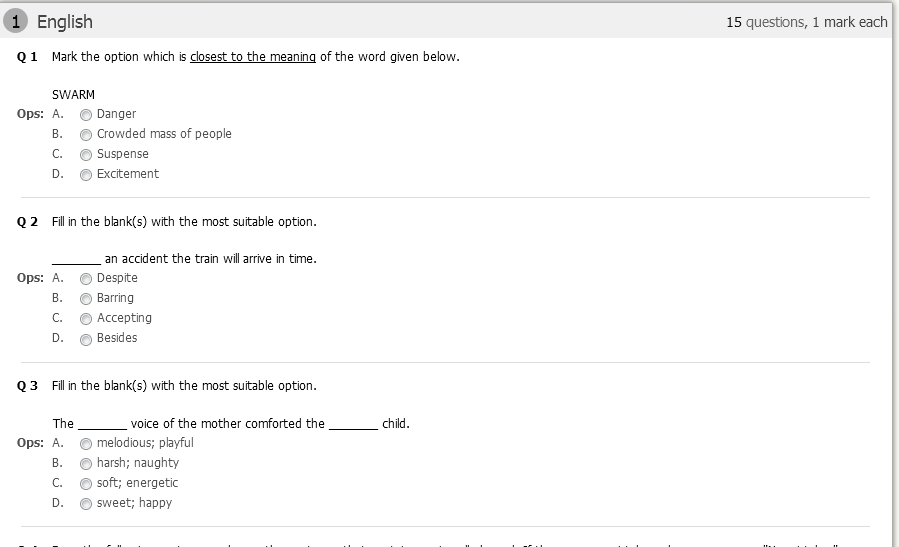 1 English 15 questions, 1 mark each
Q 1 Mark the option which is closest to the meaning of the word given below.
SWARM
Ops: A. Danger
B. Crowded mass of people
C. Suspense
D. Excitement
Q 2 Fill in the blank(s) with the most suitable option.
_______ an accident the train will arrive in time.
Ops: A. Despite
B. Barring
C. Accepting
D. Besides
Q 3 Fill in the blank(s) with the most suitable option.
The _______ voice of the mother comforted the _______ child.
Ops: A. melodious; playful
B. harsh; naughty
C. soft; energetic
D. sweet; happy